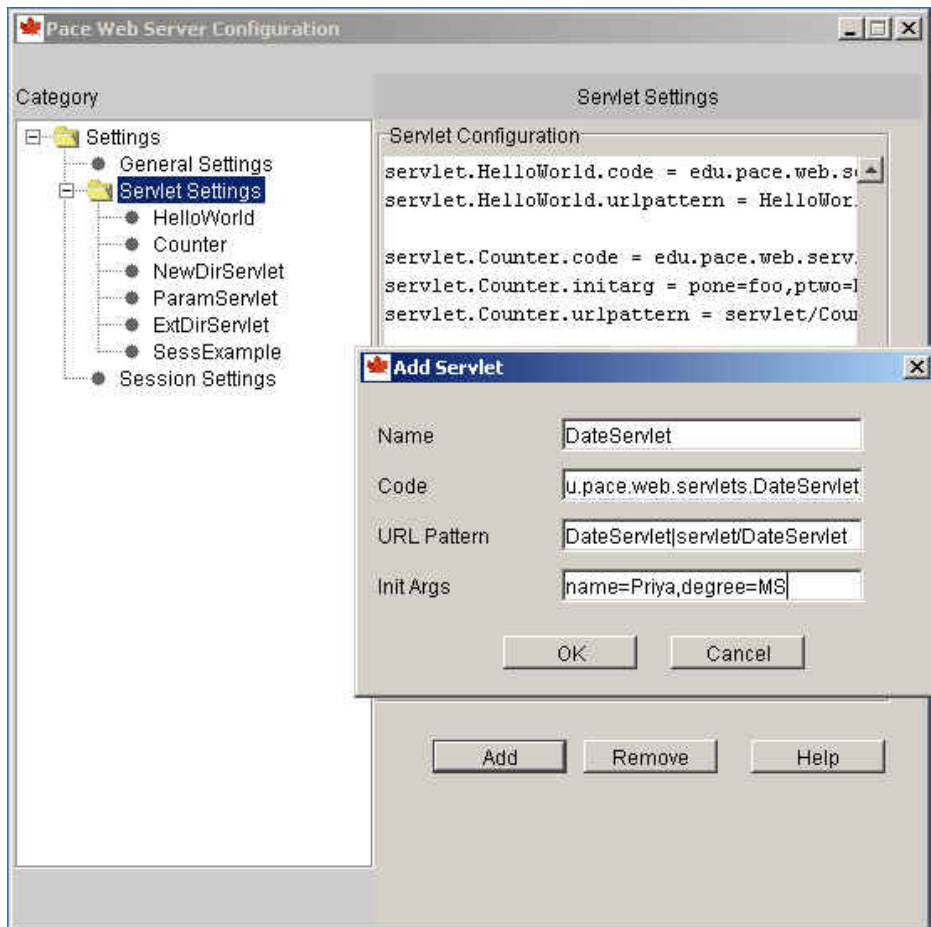 Pace Web Server Configuration
Category
Servlet Settings
Settings
General Settings
Servlet Settings
HelloWorld
Counter
NewDirServlet
ParamServlet
ExtDirServlet
SessExample
Session Settings
Servlet Configuration
servlet.HelloWorld.code = edu.pace.web.s
servlet.HelloWorld.urlpattern = HelloWor
servlet.Counter.code = edu.pace.web.serv
servlet.Counter.initarg = pone=foo,ptwo=
servlet.Counter.urlpattern = servlet/Cou
Add Servlet
Name DateServlet
Code u.pace.web.servlets.DateServlet
URL Pattern DateServlet|servlet/DateServlet
Init Args name=Priya,degree=MS
OK Cancel
Add Remove Help